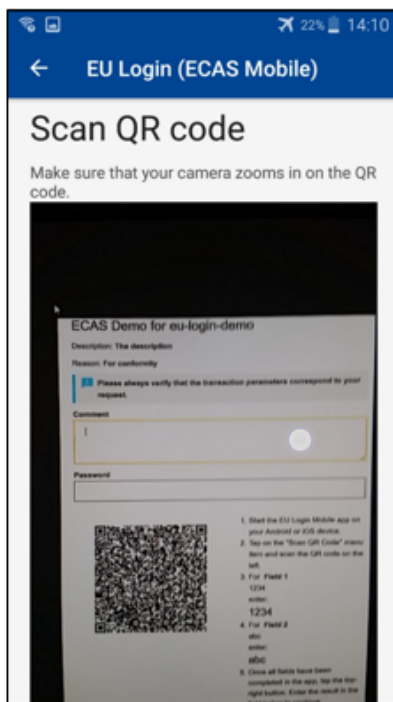 22% 14:10
EU Login (ECAS Mobile)
Scan QR code
Make sure that your camera zooms in on the QR
code.
ECAS Demo for eu-login-demo
Description: The description
Reason: For conformity
Please always verify that the transaction parameters correspond to your
request.
Comment
Password
1. Start the EU Login Mobile app on
your Android or iOS device.
2. Tap on the "Scan QR Code" menu
item and scan the QR code on the
left.
3. For Field 1
1234
enter:
1234
4. For Field 2
abc
enter:
abc
5. Once all fields have been
completed in the app, tap the top-
right button. Enter the result in the